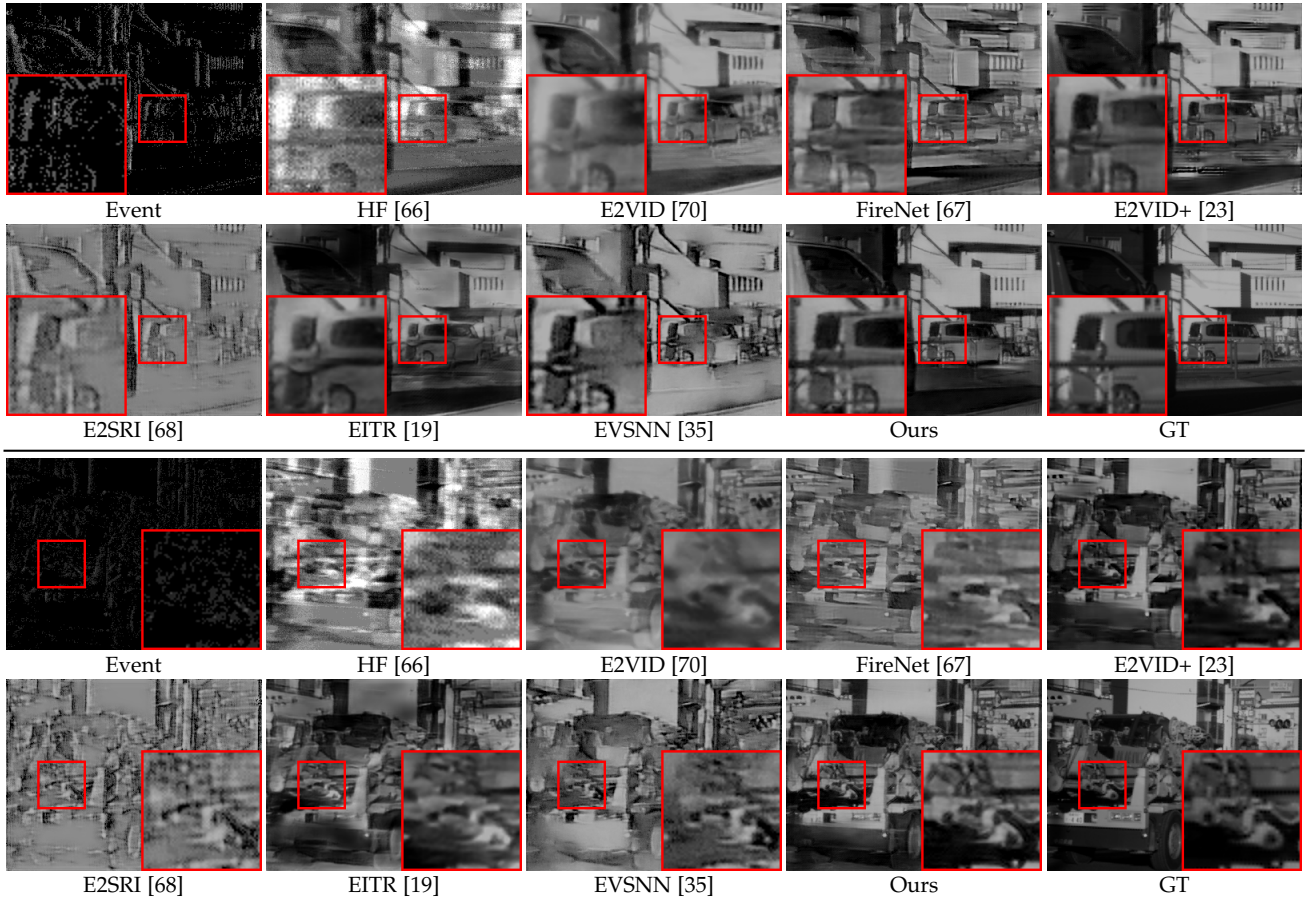 Event HF [66] E2VID [70] FireNet [67] E2VID+ [23]
E2SRI [68] EITR [19] EVSNN [35] Ours GT
Event HF [66] E2VID [70] FireNet [67] E2VID+ [23]
E2SRI [68] EITR [19] EVSNN [35] Ours GT